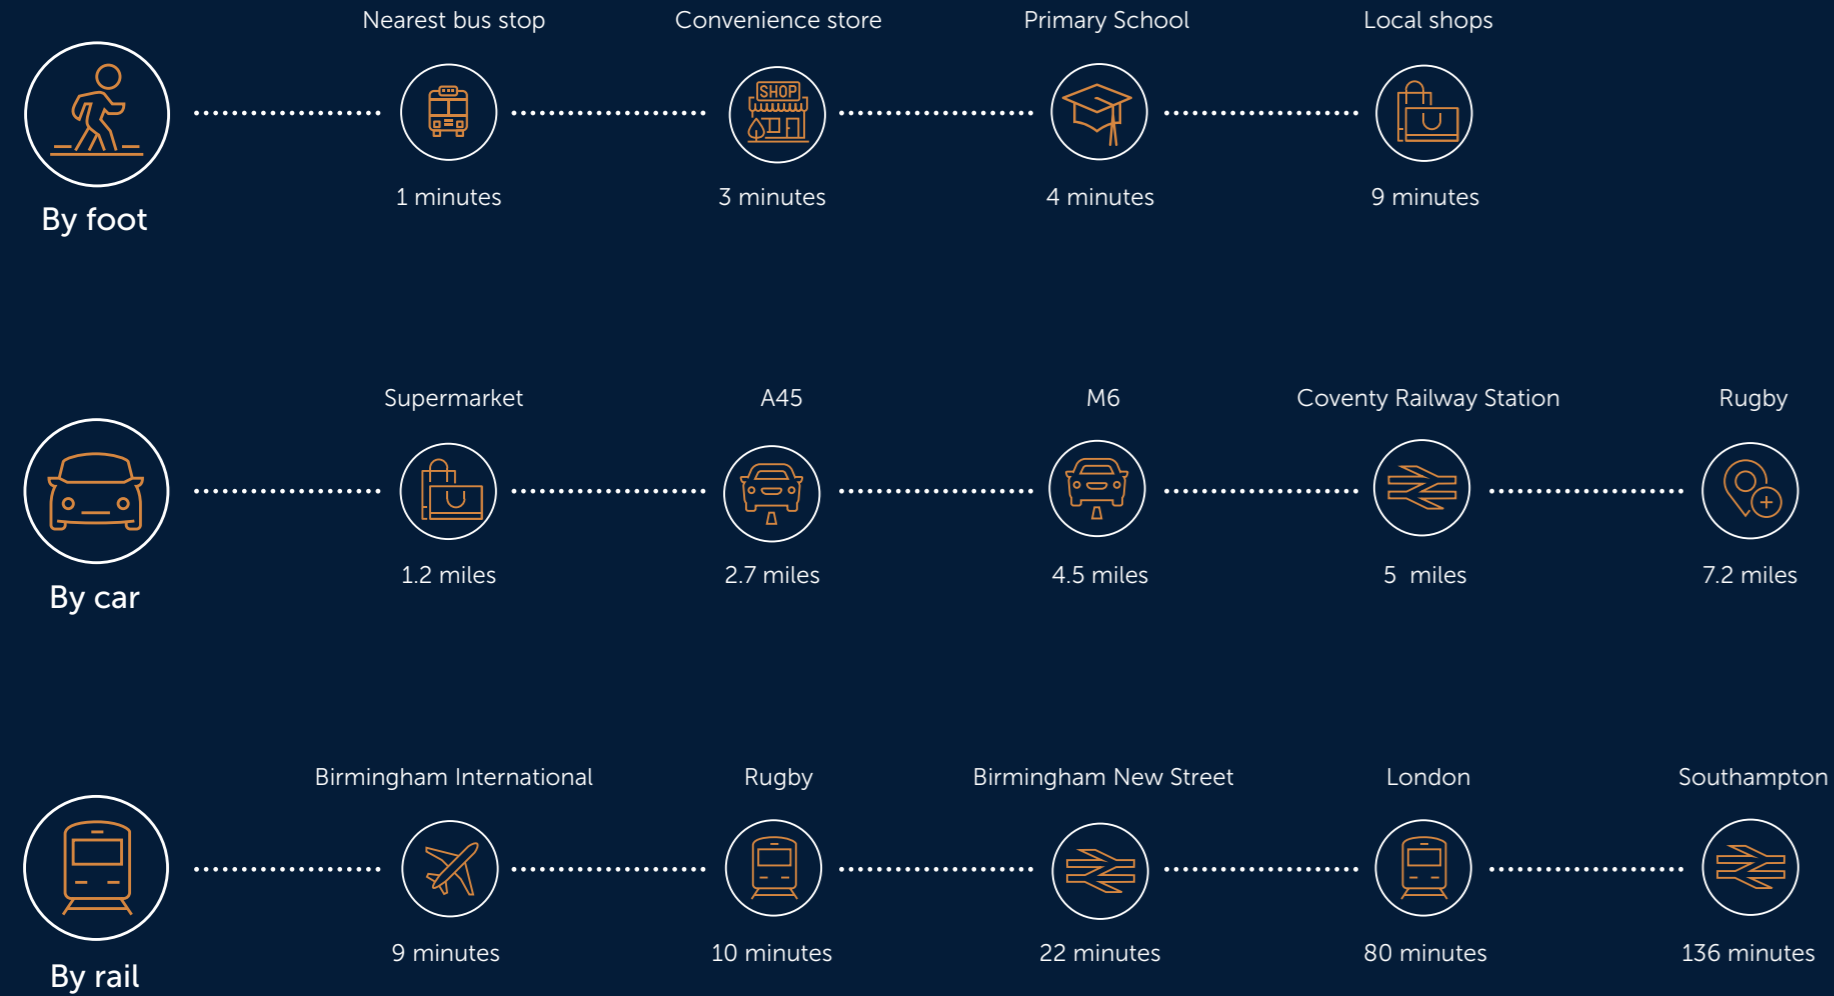 Nearest bus stop
Convenience store
Primary School
Local shops
SHOP
1 minutes
3 minutes
4 minutes
9 minutes
By foot
Supermarket
A45
M6
Coventy Railway Station
Rugby
1.2 miles
2.7 miles
4.5 miles
5 miles
7.2 miles
By car
Birmingham International
Rugby
Birmingham New Street
London
Southampton
9 minutes
10 minutes
22 minutes
80 minutes
136 minutes
By rail